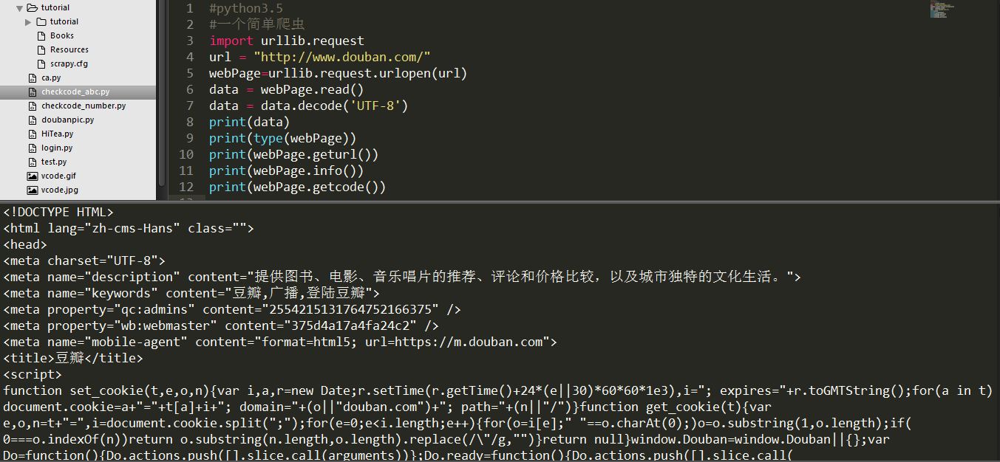 tutorial
tutorial
Books
Resources
scrapy.cfg
ca.py
checkcode_abc.py
checkcode_number.py
doubanpic.py
HiTea.py
login.py
test.py
vcode.gif
vcode.jpg
1 #python3.5
2 #一个简单爬虫
3 import urllib.request
4 url = "http://www.douban.com/"
5 webPage=urllib.request.urlopen(url)
6 data = webPage.read()
7 data = data.decode('UTF-8')
8 print(data)
9 print(type(webPage))
10 print(webPage.geturl())
11 print(webPage.info())
12 print(webPage.getcode())
<!DOCTYPE HTML>
<html lang="zh-cms-Hans" class="">
<head>
<meta charset="UTF-8">
<meta name="description" content="提供图书、电影、音乐唱片的推荐、评论和价格比较，以及城市独特的文化生活。">
<meta name="keywords" content="豆瓣,广播,登陆豆瓣">
<meta property="qc:admins" content="2554215131764752166375" />
<meta property="wb:webmaster" content="375d4a17a4fa24c2" />
<meta name="mobile-agent" content="format=html5; url=https://m.douban.com">
<title>豆瓣</title>
<script>
function set_cookie(t,e,o,n){var i,a,r=new Date;r.setTime(r.getTime()+24*(e||30)*60*60*1e3),i="; expires="+r.toGMTString();for(a in t)
document.cookie=a+"="+t[a]+i+"; domain="+(o||"douban.com")+"; path="+(n||"/")}function get_cookie(t){var
e,o,n=t+"=",i=document.cookie.split(";");for(e=0;e<i.length;e++){for(o=i[e];" "==o.charAt(0);)o=o.substring(1,o.length);if(
0===o.indexOf(n))return o.substring(n.length,o.length).replace(/\"/g,"")}return null}window.Douban=window.Douban||{};var
Do=function(){Do.actions.push([].slice.call(arguments))};Do.ready=function(){Do.actions.push([].slice.call(